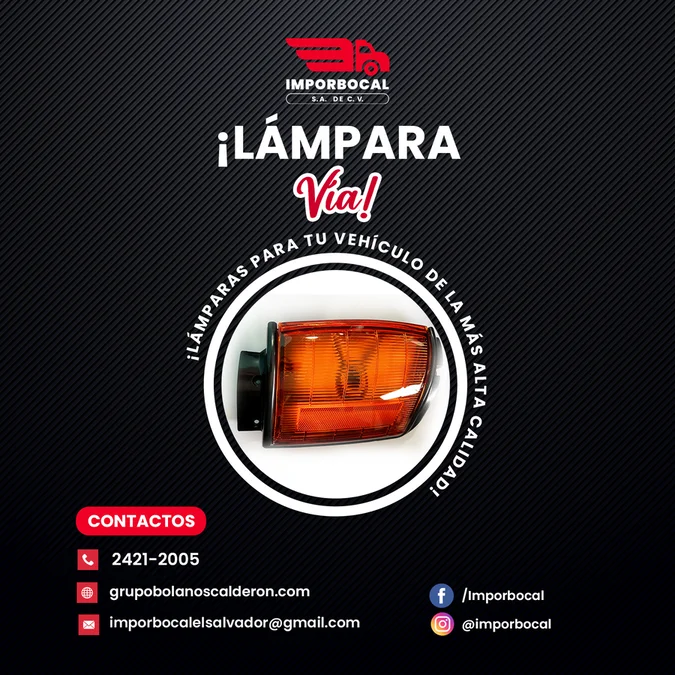 IMPORBOCAL
S.A. DE C.V.
¡LÁMPARA
Vía!
¡LÁMPARAS PARA TU VEHÍCULO DE LA MÁS ALTA CALIDAD!
CONTACTOS
2421-2005
grupobolanoscalderon.com
/Imporbocal
imporbocalelsalvador@gmail.com
@imporbocal